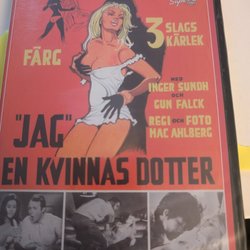 3 SLAGS
KÄRLEK
FÄRG
MED
INGER SUNDH
OCH
GUN FALCK
REGI OCH FOTO
MAC AHLBERG
"JAG"
EN KVINNAS DOTTER